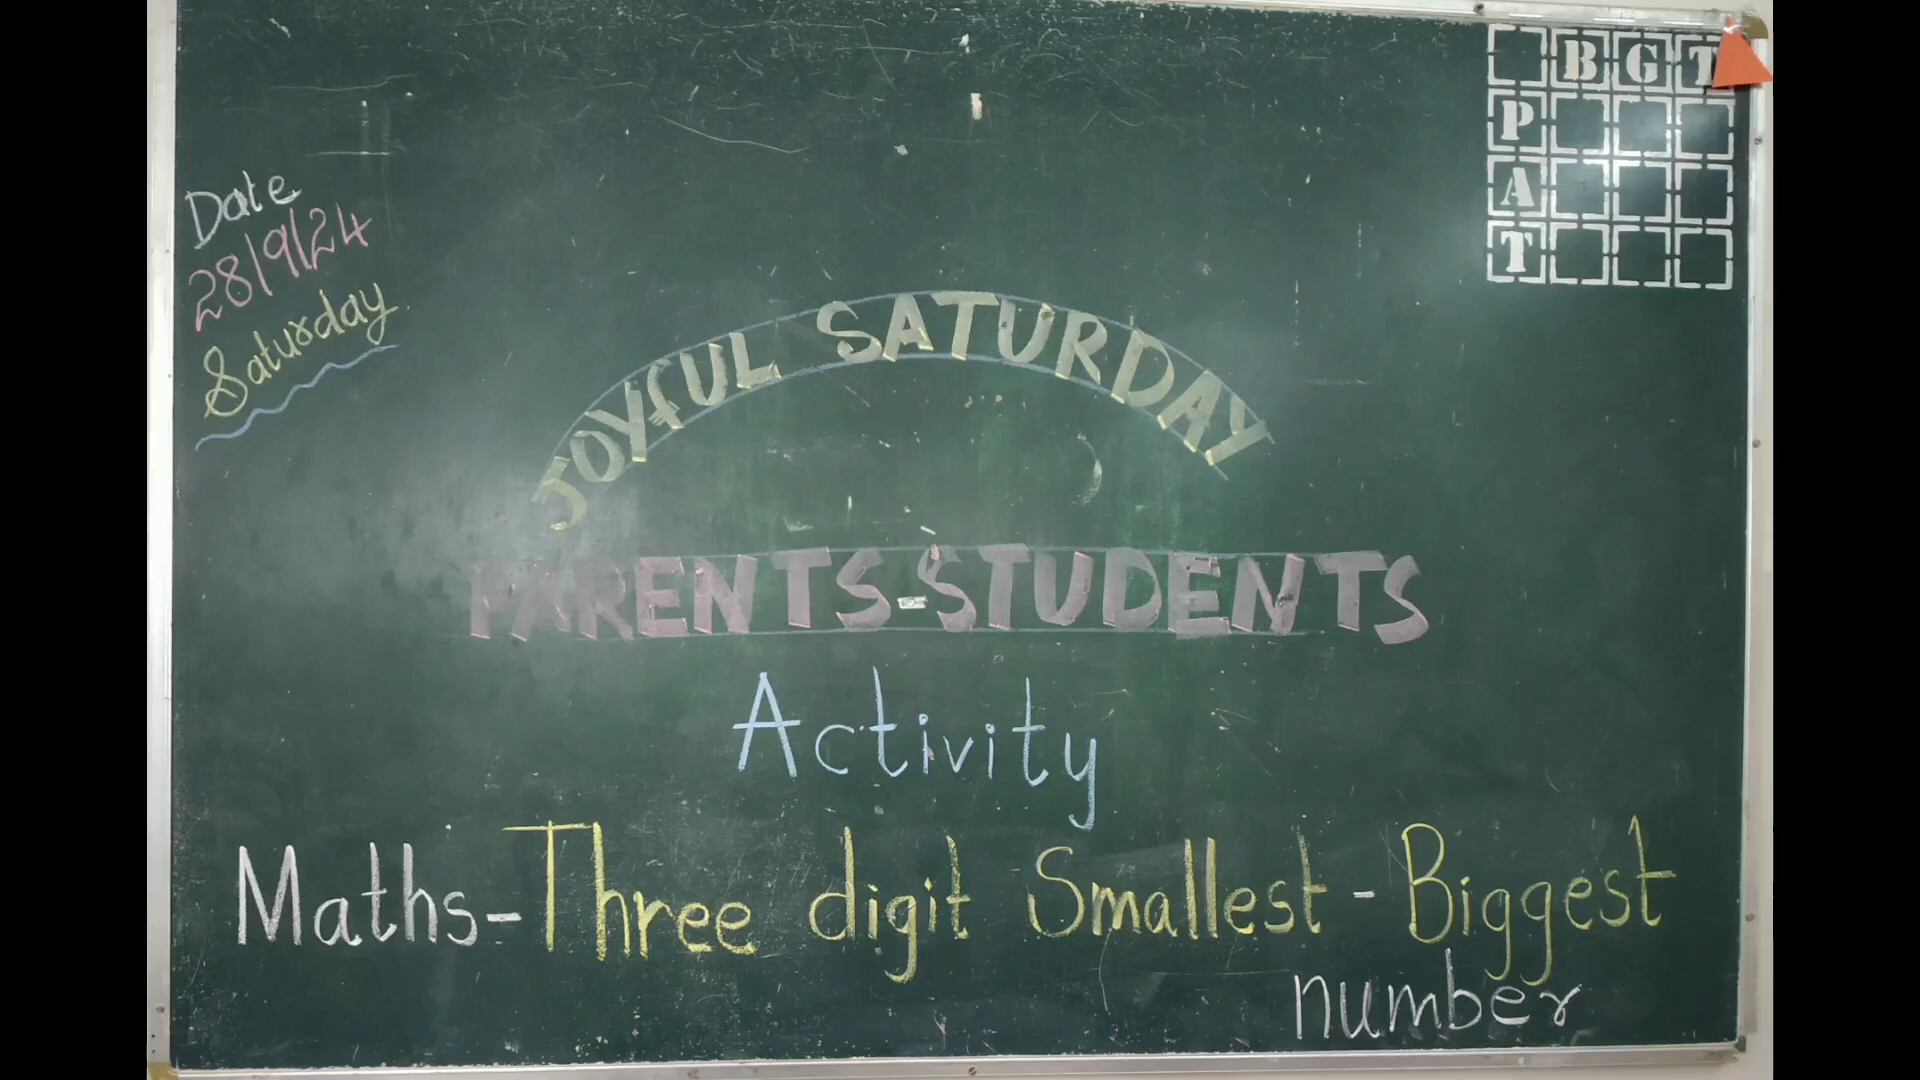 B G T
P
A
T
Date
28/9/24
Saturday
JOYfUL SATURDAY
PARENTS-STUDENTS
Activity
Maths-Three digit Smallest-Biggest
number